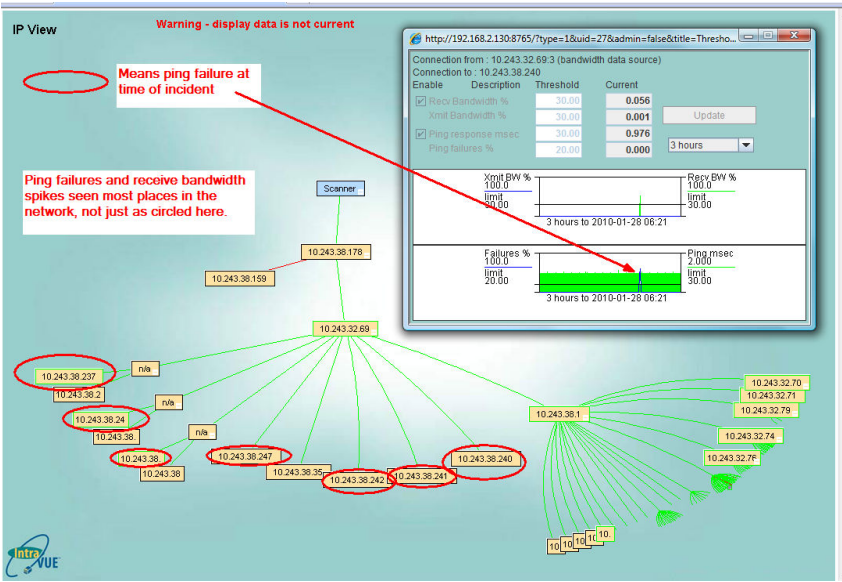 Warning - display data is not current
IP View
Means ping failure at
time of incident
Ping failures and receive bandwidth
spikes seen most places in the
network, not just as circled here.
http://192.168.2.130:8765/?type=1&uid=27&admin=false&title=Thresho...
Connection from : 10.243.32.69:3 (bandwidth data source)
Connection to : 10.243.38.240
Enable Description Threshold Current
Recv Bandwidth % 30.00 0.056
Xmit Bandwidth % 30.00 0.001
Update
Ping response msec 30.00 0.976
Ping failures % 20.00 0.000
3 hours
Xmit BW % Recv BW %
100.0 100.0
limit limit
30.00 30.00
3 hours to 2010-01-28 06:21
Failures % Ping msec
100.0 2.000
limit limit
20.00 30.00
3 hours to 2010-01-28 06:21
Scanner
10.243.38.178
10.243.38.159
10.243.32.69
n/a
10.243.38.237
10.243.38.2
n/a
10.243.38.24
10.243.38.
n/a
10.243.38.
10.243.38
10.243.38.247
10.243.38.35
10.243.38.242
10.243.38.241
10.243.38.240
10.243.38.1
10.243.32.70
10.243.32.71
10.243.32.79
10.243.32.74
10.243.32.76
10
10
10
10
10.
Intra
VUE